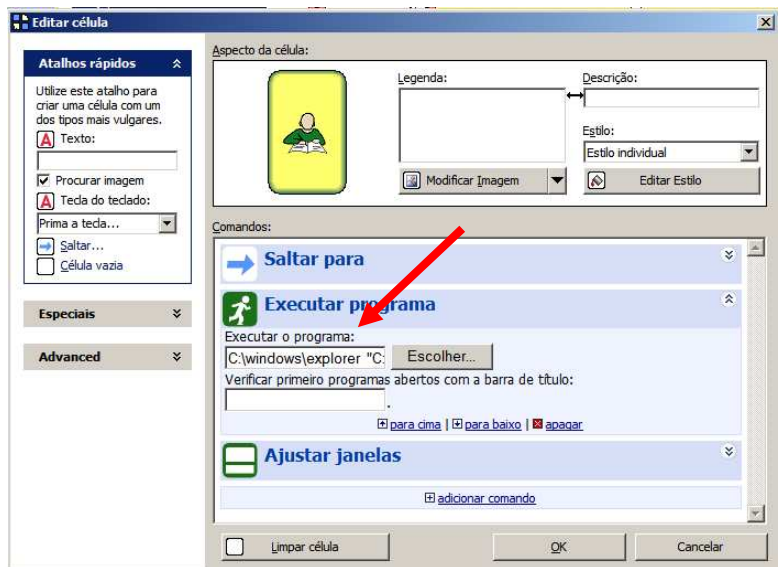 Editar célula
Atalhos rápidos
Utilize este atalho para
criar uma célula com um
dos tipos mais vulgares.
A Texto:
Procurar imagem
A Tecla do teclado:
Prima a tecla...
Saltar...
Célula vazia
Especiais
Advanced
Aspecto da célula:
Legenda:
Descrição:
Estilo:
Estilo individual
Modificar Imagem
Editar Estilo
Comandos:
Saltar para
Executar programa
Executar o programa:
C:\windows\explorer "C:
Escolher...
Verificar primeiro programas abertos com a barra de título:
.
para cima | para baixo | apagar
Ajustar janelas
adicionar comando
Limpar célula
OK
Cancelar